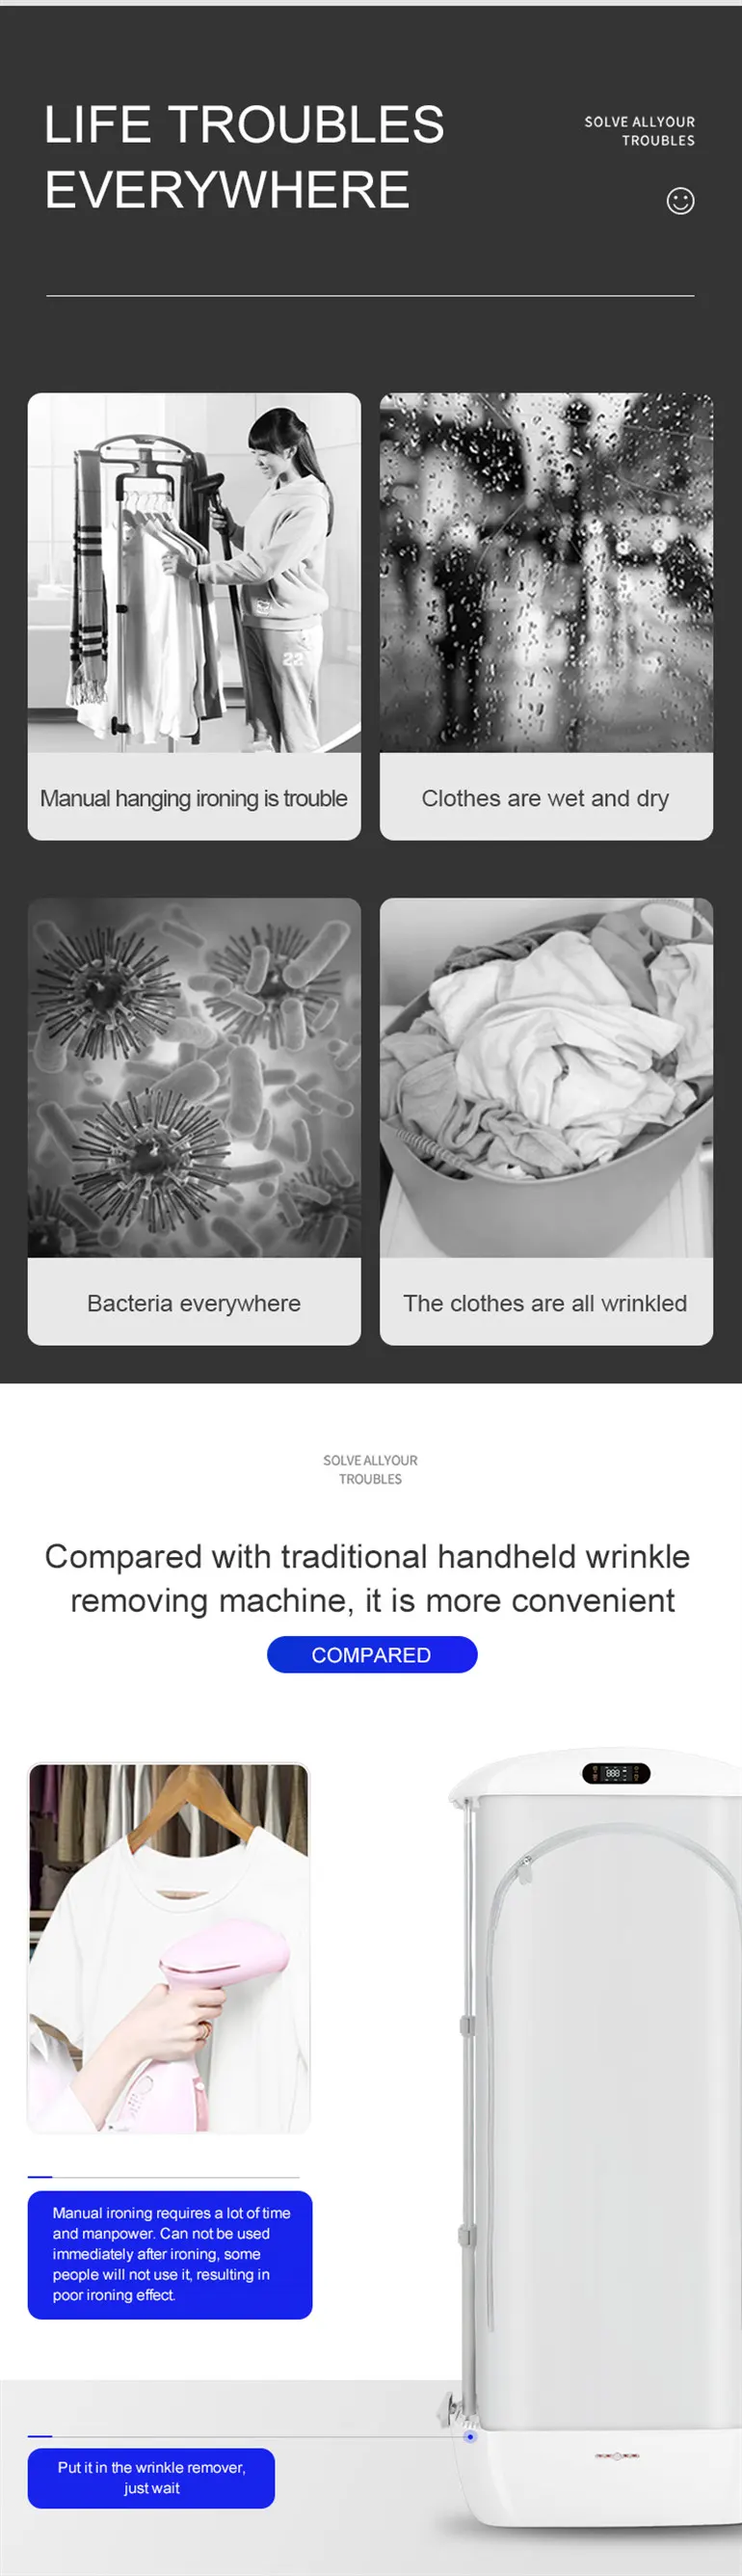 LIFE TROUBLES
EVERYWHERE
SOLVE ALLYOUR
TROUBLES
22
Manual hanging ironing is trouble
Clothes are wet and dry
Bacteria everywhere
The clothes are all wrinkled
SOLVE ALLYOUR
TROUBLES
Compared with traditional handheld wrinkle
removing machine, it is more convenient
COMPARED
888
Manual ironing requires a lot of time
and manpower. Can not be used
immediately after ironing, some
people will not use it, resulting in
poor ironing effect.
Put it in the wrinkle remover,
just wait